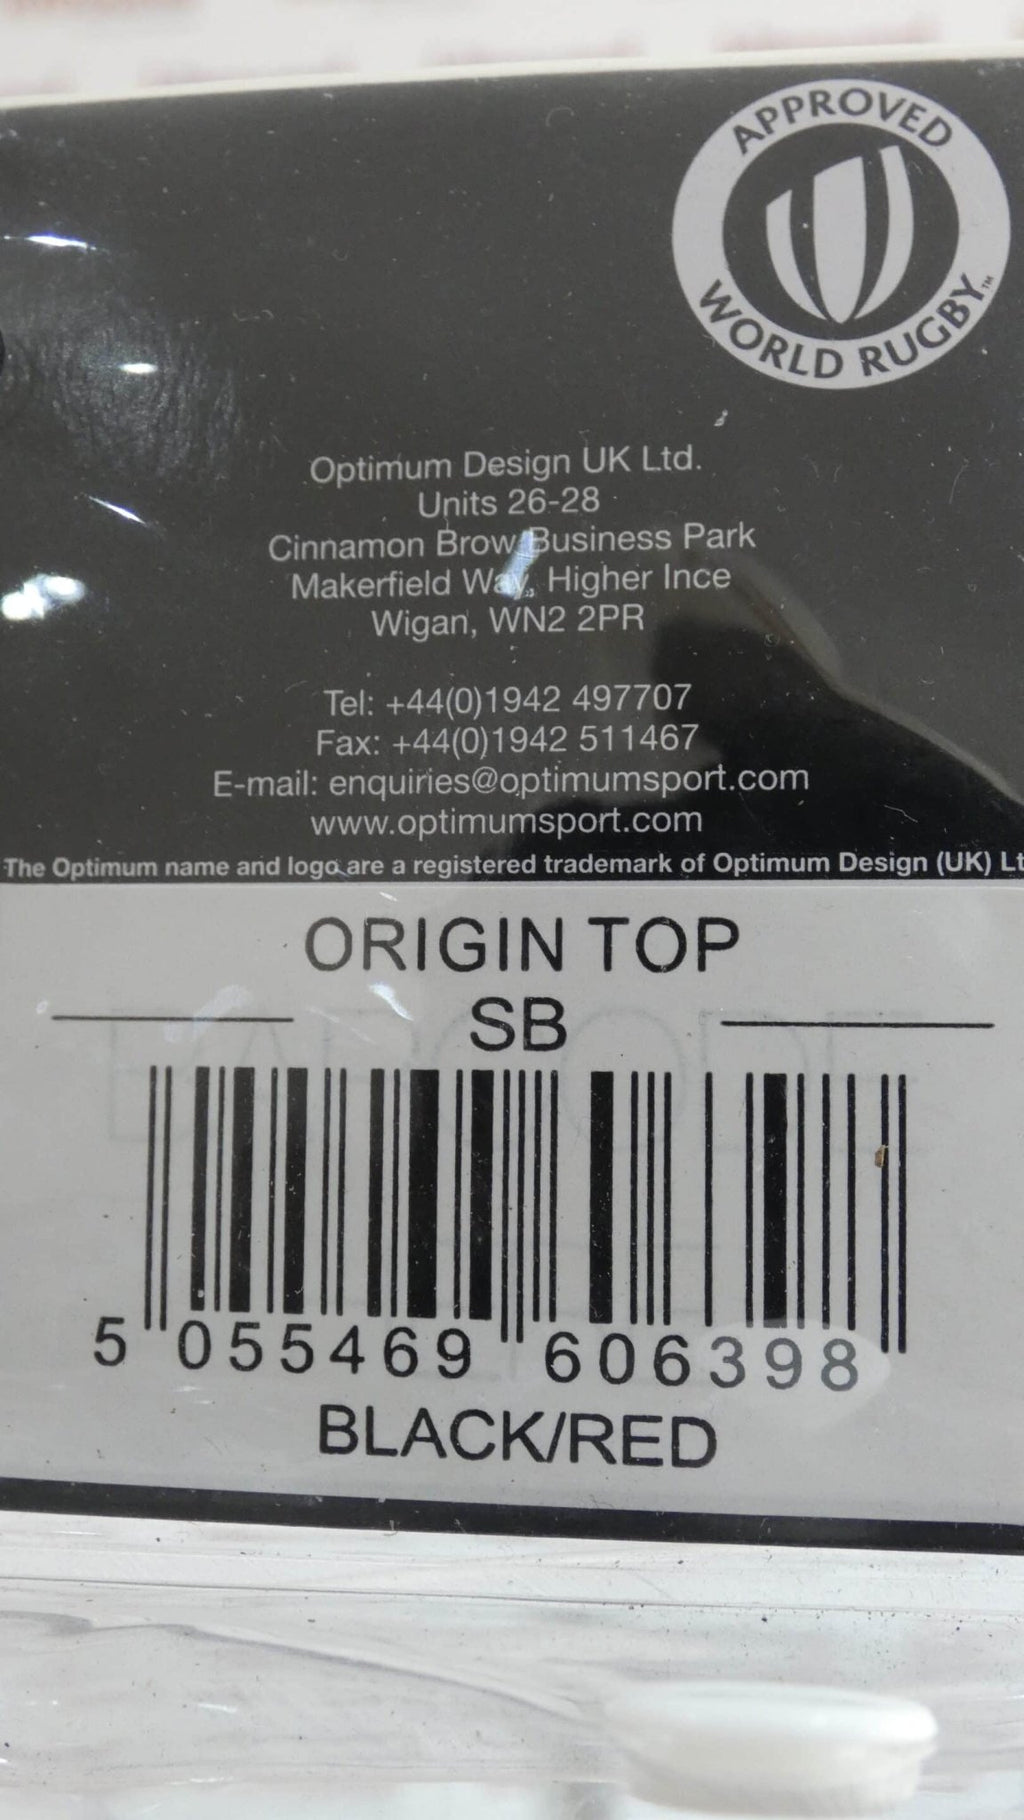 APPROVED
WORLD RUGBY™
Optimum Design UK Ltd.
Units 26-28
Cinnamon Brow Business Park
Makerfield Way, Higher Ince
Wigan, WN2 2PR
Tel: +44(0)1942 497707
Fax: +44(0)1942 511467
E-mail: enquiries@optimumsport.com
www.optimumsport.com
The Optimum name and logo are a registered trademark of Optimum Design (UK) Lt
ORIGIN TOP
SB
5 055469 606398
BLACK/RED